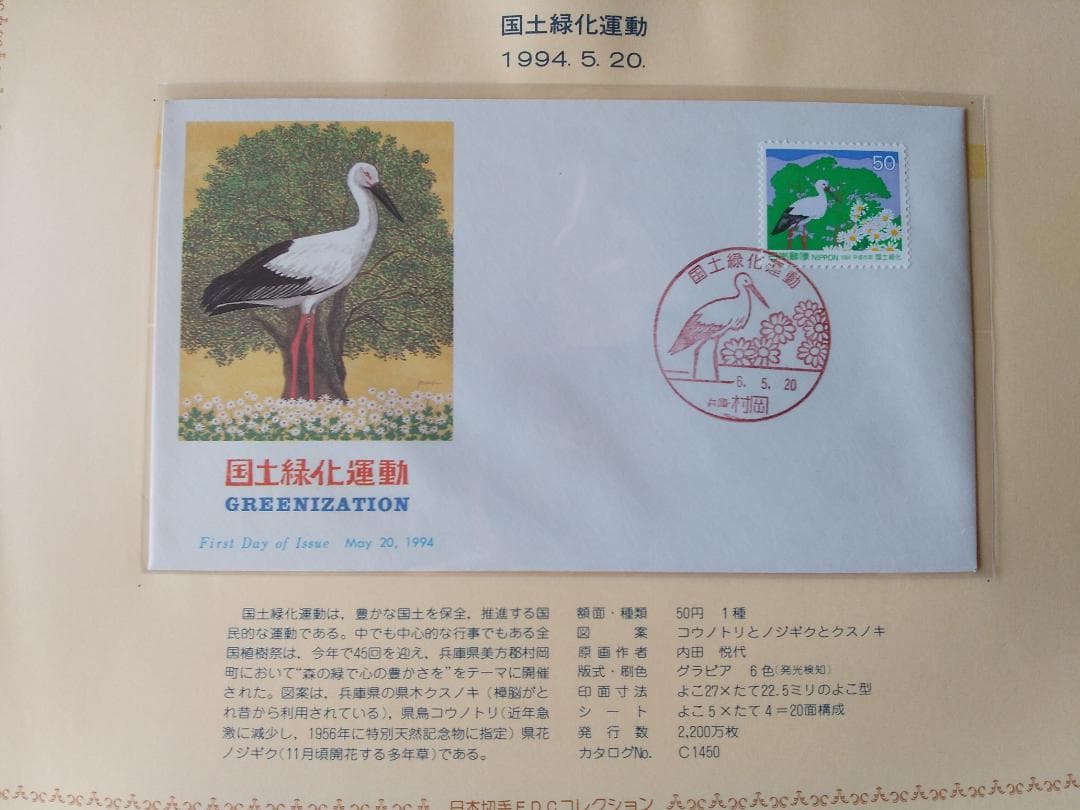 国土緑化運動
1994. 5. 20.
50
日本郵便 NIPPON 1994 平成6年 国土緑化
国土緑化運動
6. 5. 20
兵庫・村岡
国土緑化運動
GREENIZATION
First Day of Issue May 20, 1994
国土緑化運動は,豊かな国土を保全,推進する国
民的な運動である。中でも中心的な行事でもある全
国植樹祭は,今年で45回を迎え,兵庫県美方郡村岡
町において“森の緑で心の豊かさを”をテーマに開催
された。図案は,兵庫県の県木クスノキ(樟脳がと
れ昔から利用されている),県鳥コウノトリ(近年急
激に減少し,1956年に特別天然記念物に指定)県花
ノジギク(11月頃開花する多年草)である。
額面・種類 50円 1種
図案 コウノトリとノジギクとクスノキ
原画作者 内田 悦代
版式・刷色 グラビア 6色(発光検知)
印面寸法 よこ27×たて22.5ミリのよこ型
シート よこ5×たて4=20面構成
発行数 2,200万枚
カタログNo. C1450
日本切手FDCコレクション